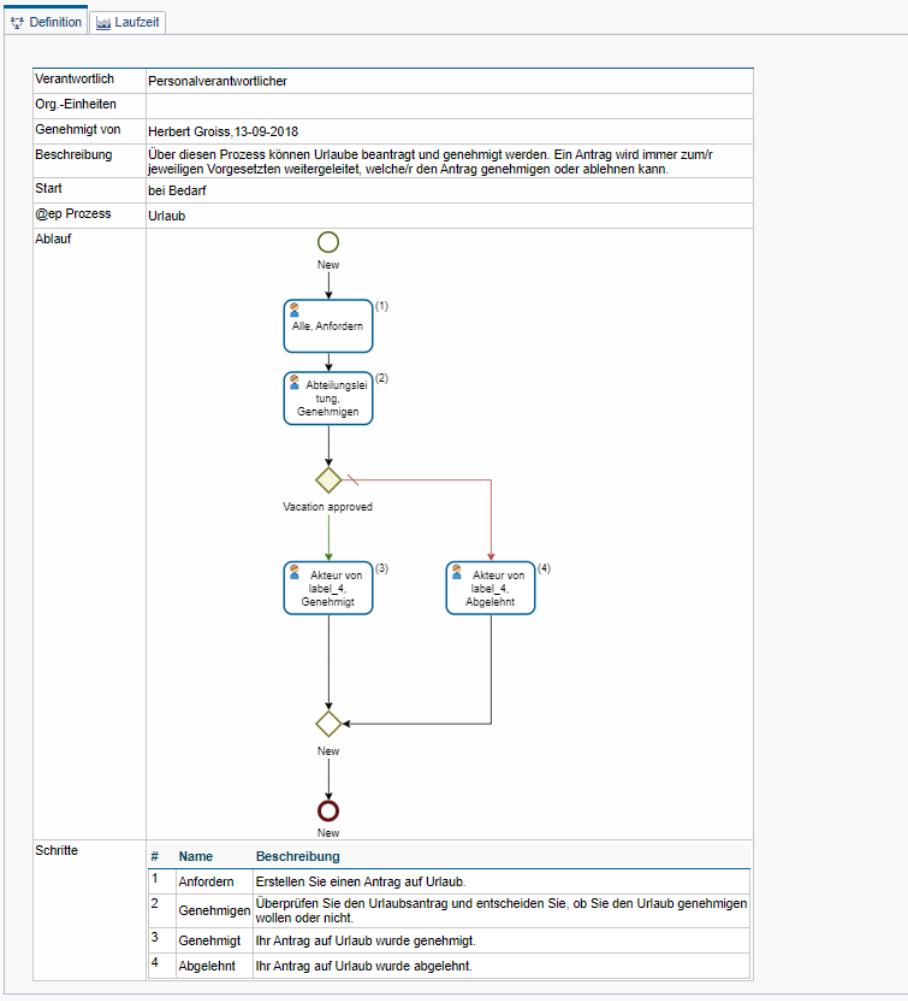 Definition
Laufzeit
Verantwortlich
Personalverantwortlicher
Org.-Einheiten
Genehmigt von
Herbert Groiss,13-09-2018
Beschreibung
Über diesen Prozess können Urlaube beantragt und genehmigt werden. Ein Antrag wird immer zum/r
jeweiligen Vorgesetzten weitergeleitet, welche/r den Antrag genehmigen oder ablehnen kann.
Start
bei Bedarf
@ep Prozess
Urlaub
Ablauf
New
(1)
Alle, Anfordern
(2)
Abteilungslei
tung,
Genehmigen
Vacation approved
(3)
Akteur von
label_4,
Genehmigt
(4)
Akteur von
label_4,
Abgelehnt
New
New
Schritte
# Name Beschreibung
1 Anfordern Erstellen Sie einen Antrag auf Urlaub.
2 Genehmigen Überprüfen Sie den Urlaubsantrag und entscheiden Sie, ob Sie den Urlaub genehmigen
wollen oder nicht.
3 Genehmigt Ihr Antrag auf Urlaub wurde genehmigt.
4 Abgelehnt Ihr Antrag auf Urlaub wurde abgelehnt.